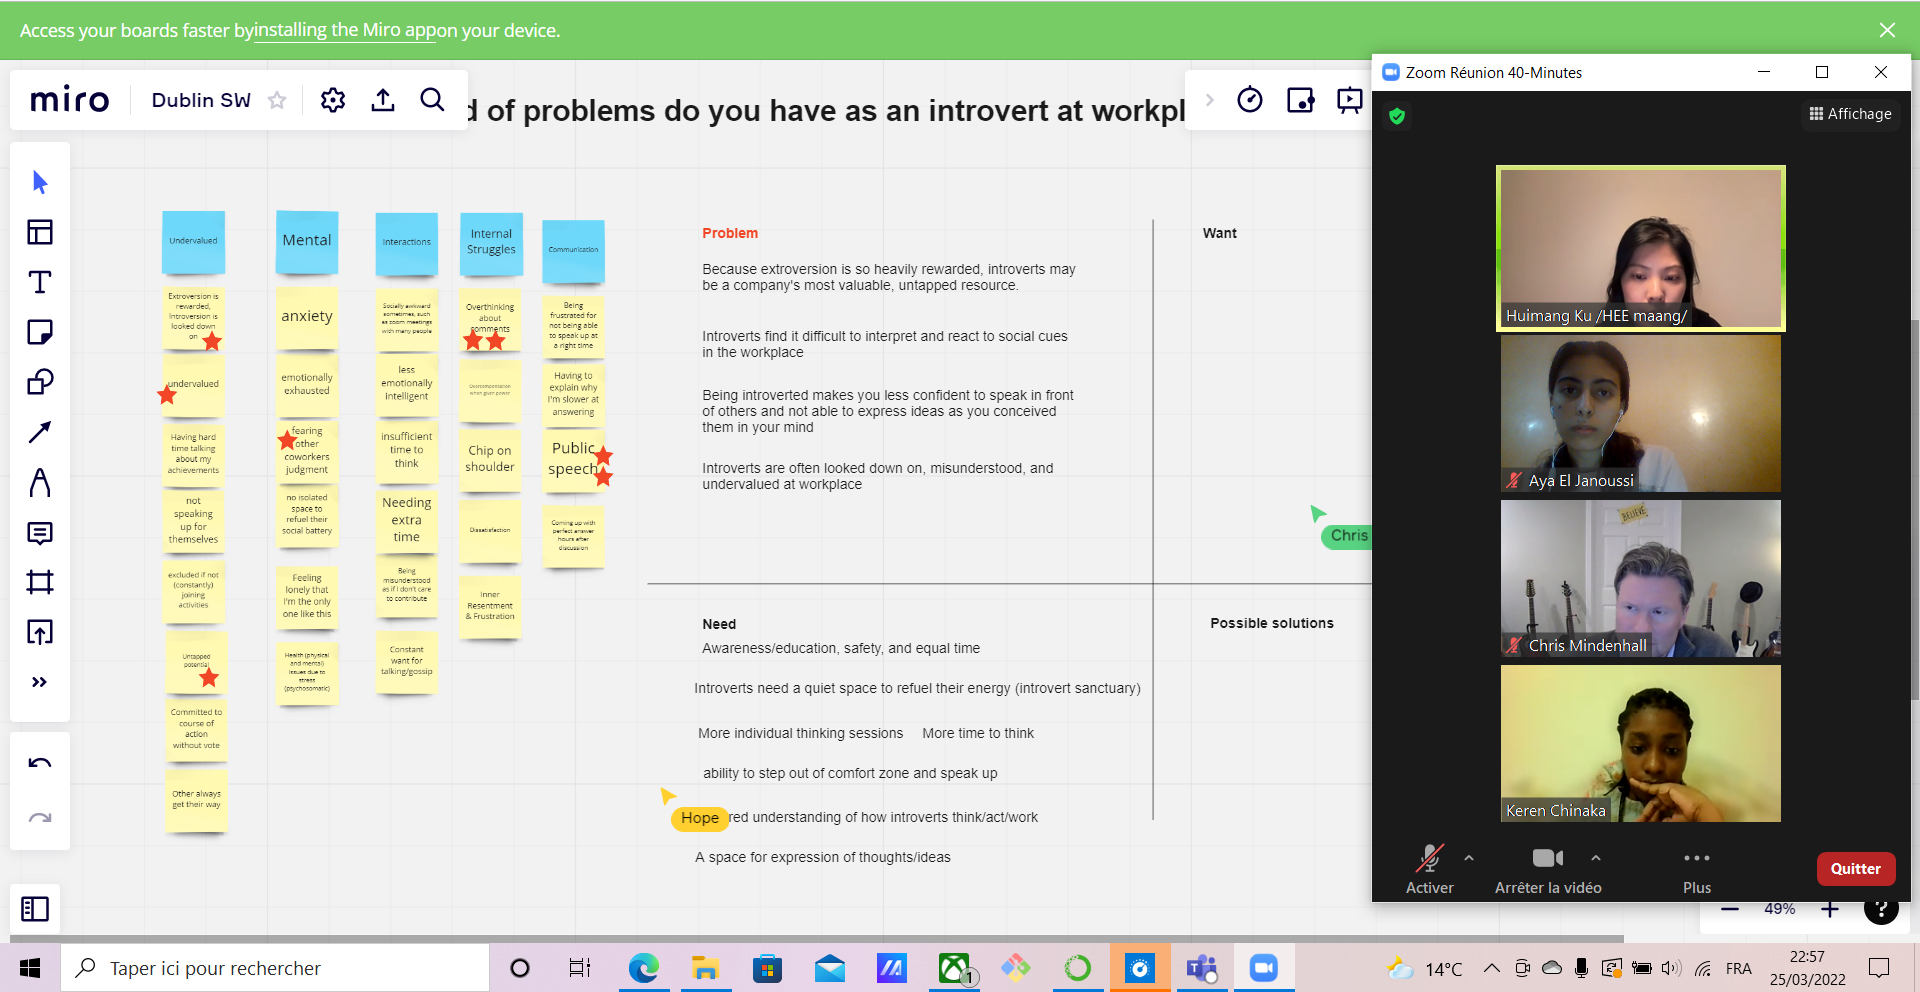 Access your boards faster by installing the Miro app on your device.
miro
Dublin SW
d of problems do you have as an introvert at workpl
Undervalued
Extroversion is
rewarded,
Introversion is
looked down
on
undervalued
Having hard
time talking
about my
achievements
not
speaking
up for
themselves
excluded if not
(constantly)
joining
activities
Untapped
potential
Committed to
course of
action
without vote
Other always
get their way
Mental
anxiety
emotionally
exhausted
fearing
other
coworkers
judgment
no isolated
space to
refuel their
social battery
Feeling
lonely that
I'm the only
one like this
Health (physical
and mental)
issues due to
stress
(psychosomatic)
Interactions
Socially awkward
sometimes, such
as zoom meetings
with many people
less
emotionally
intelligent
insufficient
time to
think
Needing
extra
time
Being
misunderstood
as if I don't care
to contribute
Constant
want for
talking/gossip
Internal
Struggles
Overthinking
about
comments
Overcompensation
when given power
Chip on
shoulder
Dissatisfaction
Inner
Resentment
& Frustration
Communication
Being
frustrated for
not being able
to speak up at
a right time
Having to
explain why
I'm slower at
answering
Public
speech
Coming up with
perfect answer
hours after
discussion
Problem
Because extroversion is so heavily rewarded, introverts may
be a company's most valuable, untapped resource.
Introverts find it difficult to interpret and react to social cues
in the workplace
Being introverted makes you less confident to speak in front
of others and not able to express ideas as you conceived
them in your mind
Introverts are often looked down on, misunderstood, and
undervalued at workplace
Want
Chris
Need
Awareness/education, safety, and equal time
Introverts need a quiet space to refuel their energy (introvert sanctuary)
More individual thinking sessions More time to think
ability to step out of comfort zone and speak up
Hope
red understanding of how introverts think/act/work
A space for expression of thoughts/ideas
Possible solutions
Zoom Réunion 40-Minutes
Affichage
Huimang Ku /HEE maang/
Aya El Janoussi
BELIEVE
Chris Mindenhall
Keren Chinaka
Activer
Arrêter la vidéo
Plus
Quitter
49%
?
Taper ici pour rechercher
1
14°C
FRA
22:57
25/03/2022